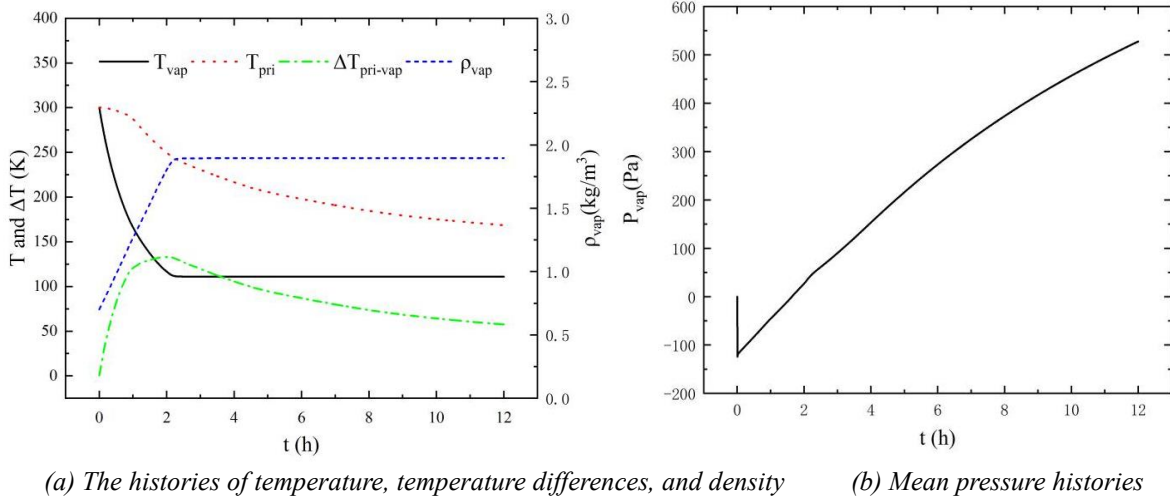 400
350
300
250
200
150
100
50
0
T and ΔT (K)
T_vap T_pri ΔT_pri-vap ρ_vap
3.0
2.5
2.0
1.5
1.0
0.5
0.0
ρ_vap(kg/m³)
0 2 4 6 8 10 12
t (h)
600
500
400
300
200
100
0
-100
-200
P_vap(Pa)
0 2 4 6 8 10 12
t (h)
(a) The histories of temperature, temperature differences, and density
(b) Mean pressure histories